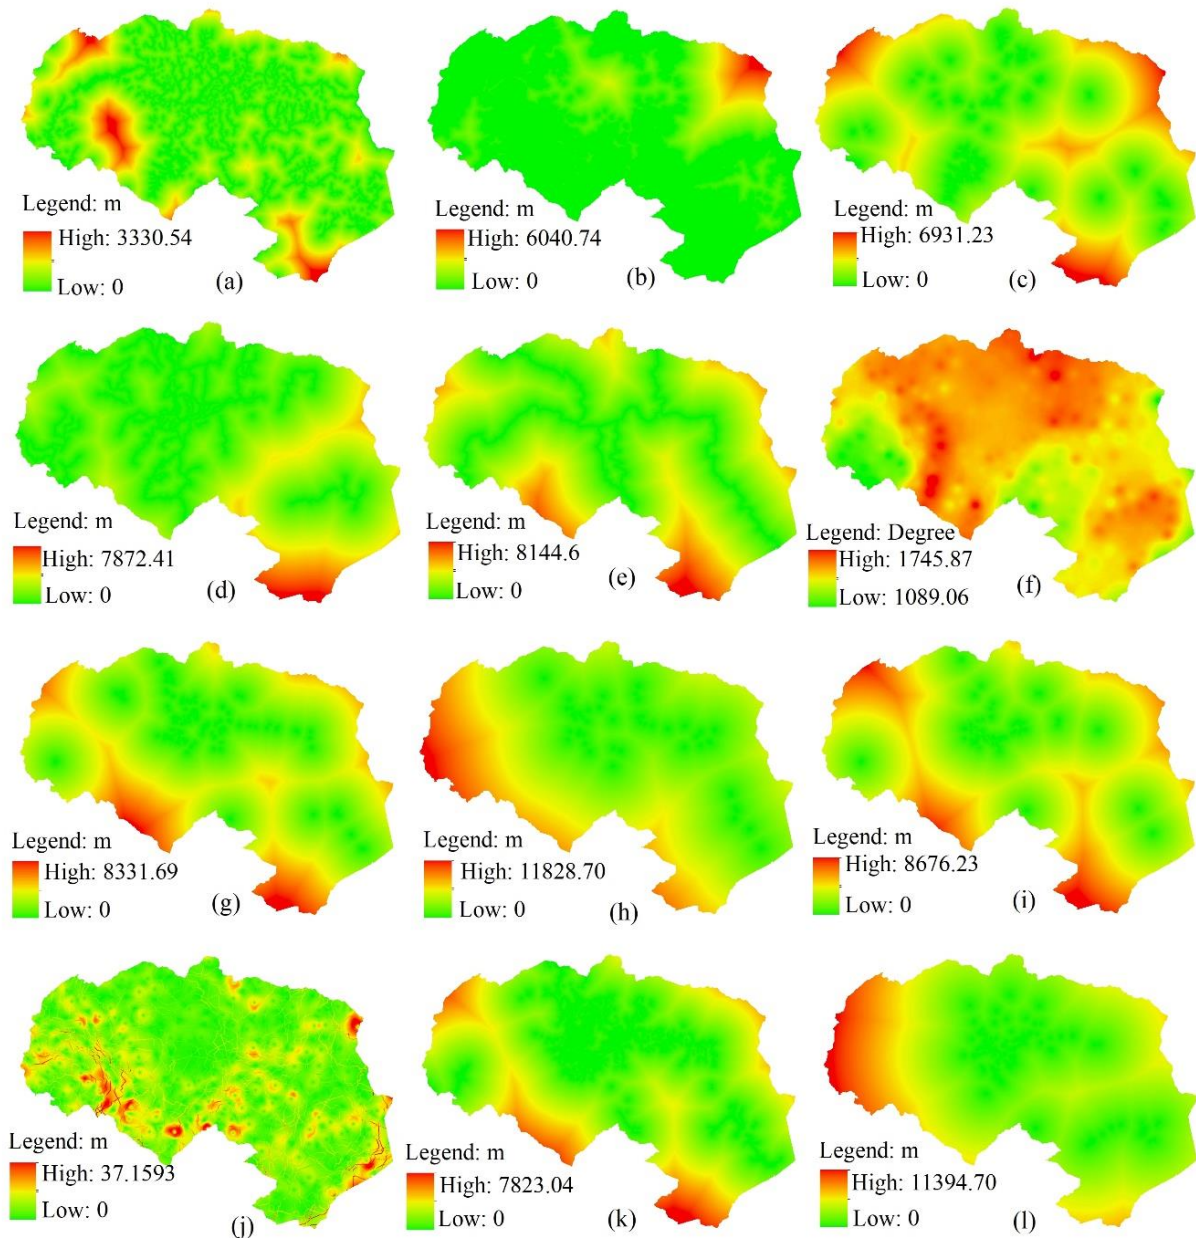 Legend: m
High: 3330.54
Low: 0
(a)
Legend: m
High: 6040.74
Low: 0
(b)
Legend: m
High: 6931.23
Low: 0
(c)
Legend: m
High: 7872.41
Low: 0
(d)
Legend: m
High: 8144.6
Low: 0
(e)
Legend: Degree
High: 1745.87
Low: 1089.06
(f)
Legend: m
High: 8331.69
Low: 0
(g)
Legend: m
High: 11828.70
Low: 0
(h)
Legend: m
High: 8676.23
Low: 0
(i)
Legend: m
High: 37.1593
Low: 0
(j)
Legend: m
High: 7823.04
Low: 0
(k)
Legend: m
High: 11394.70
Low: 0
(l)